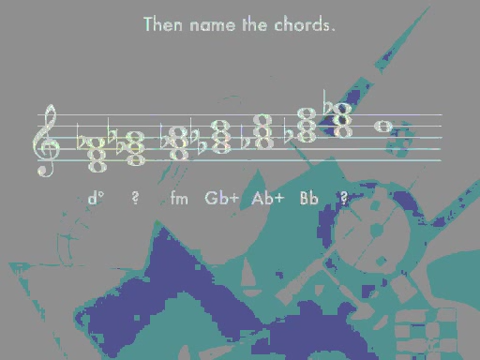 Then name the chords.
d° ? fm Gb+ Ab+ Bb ?